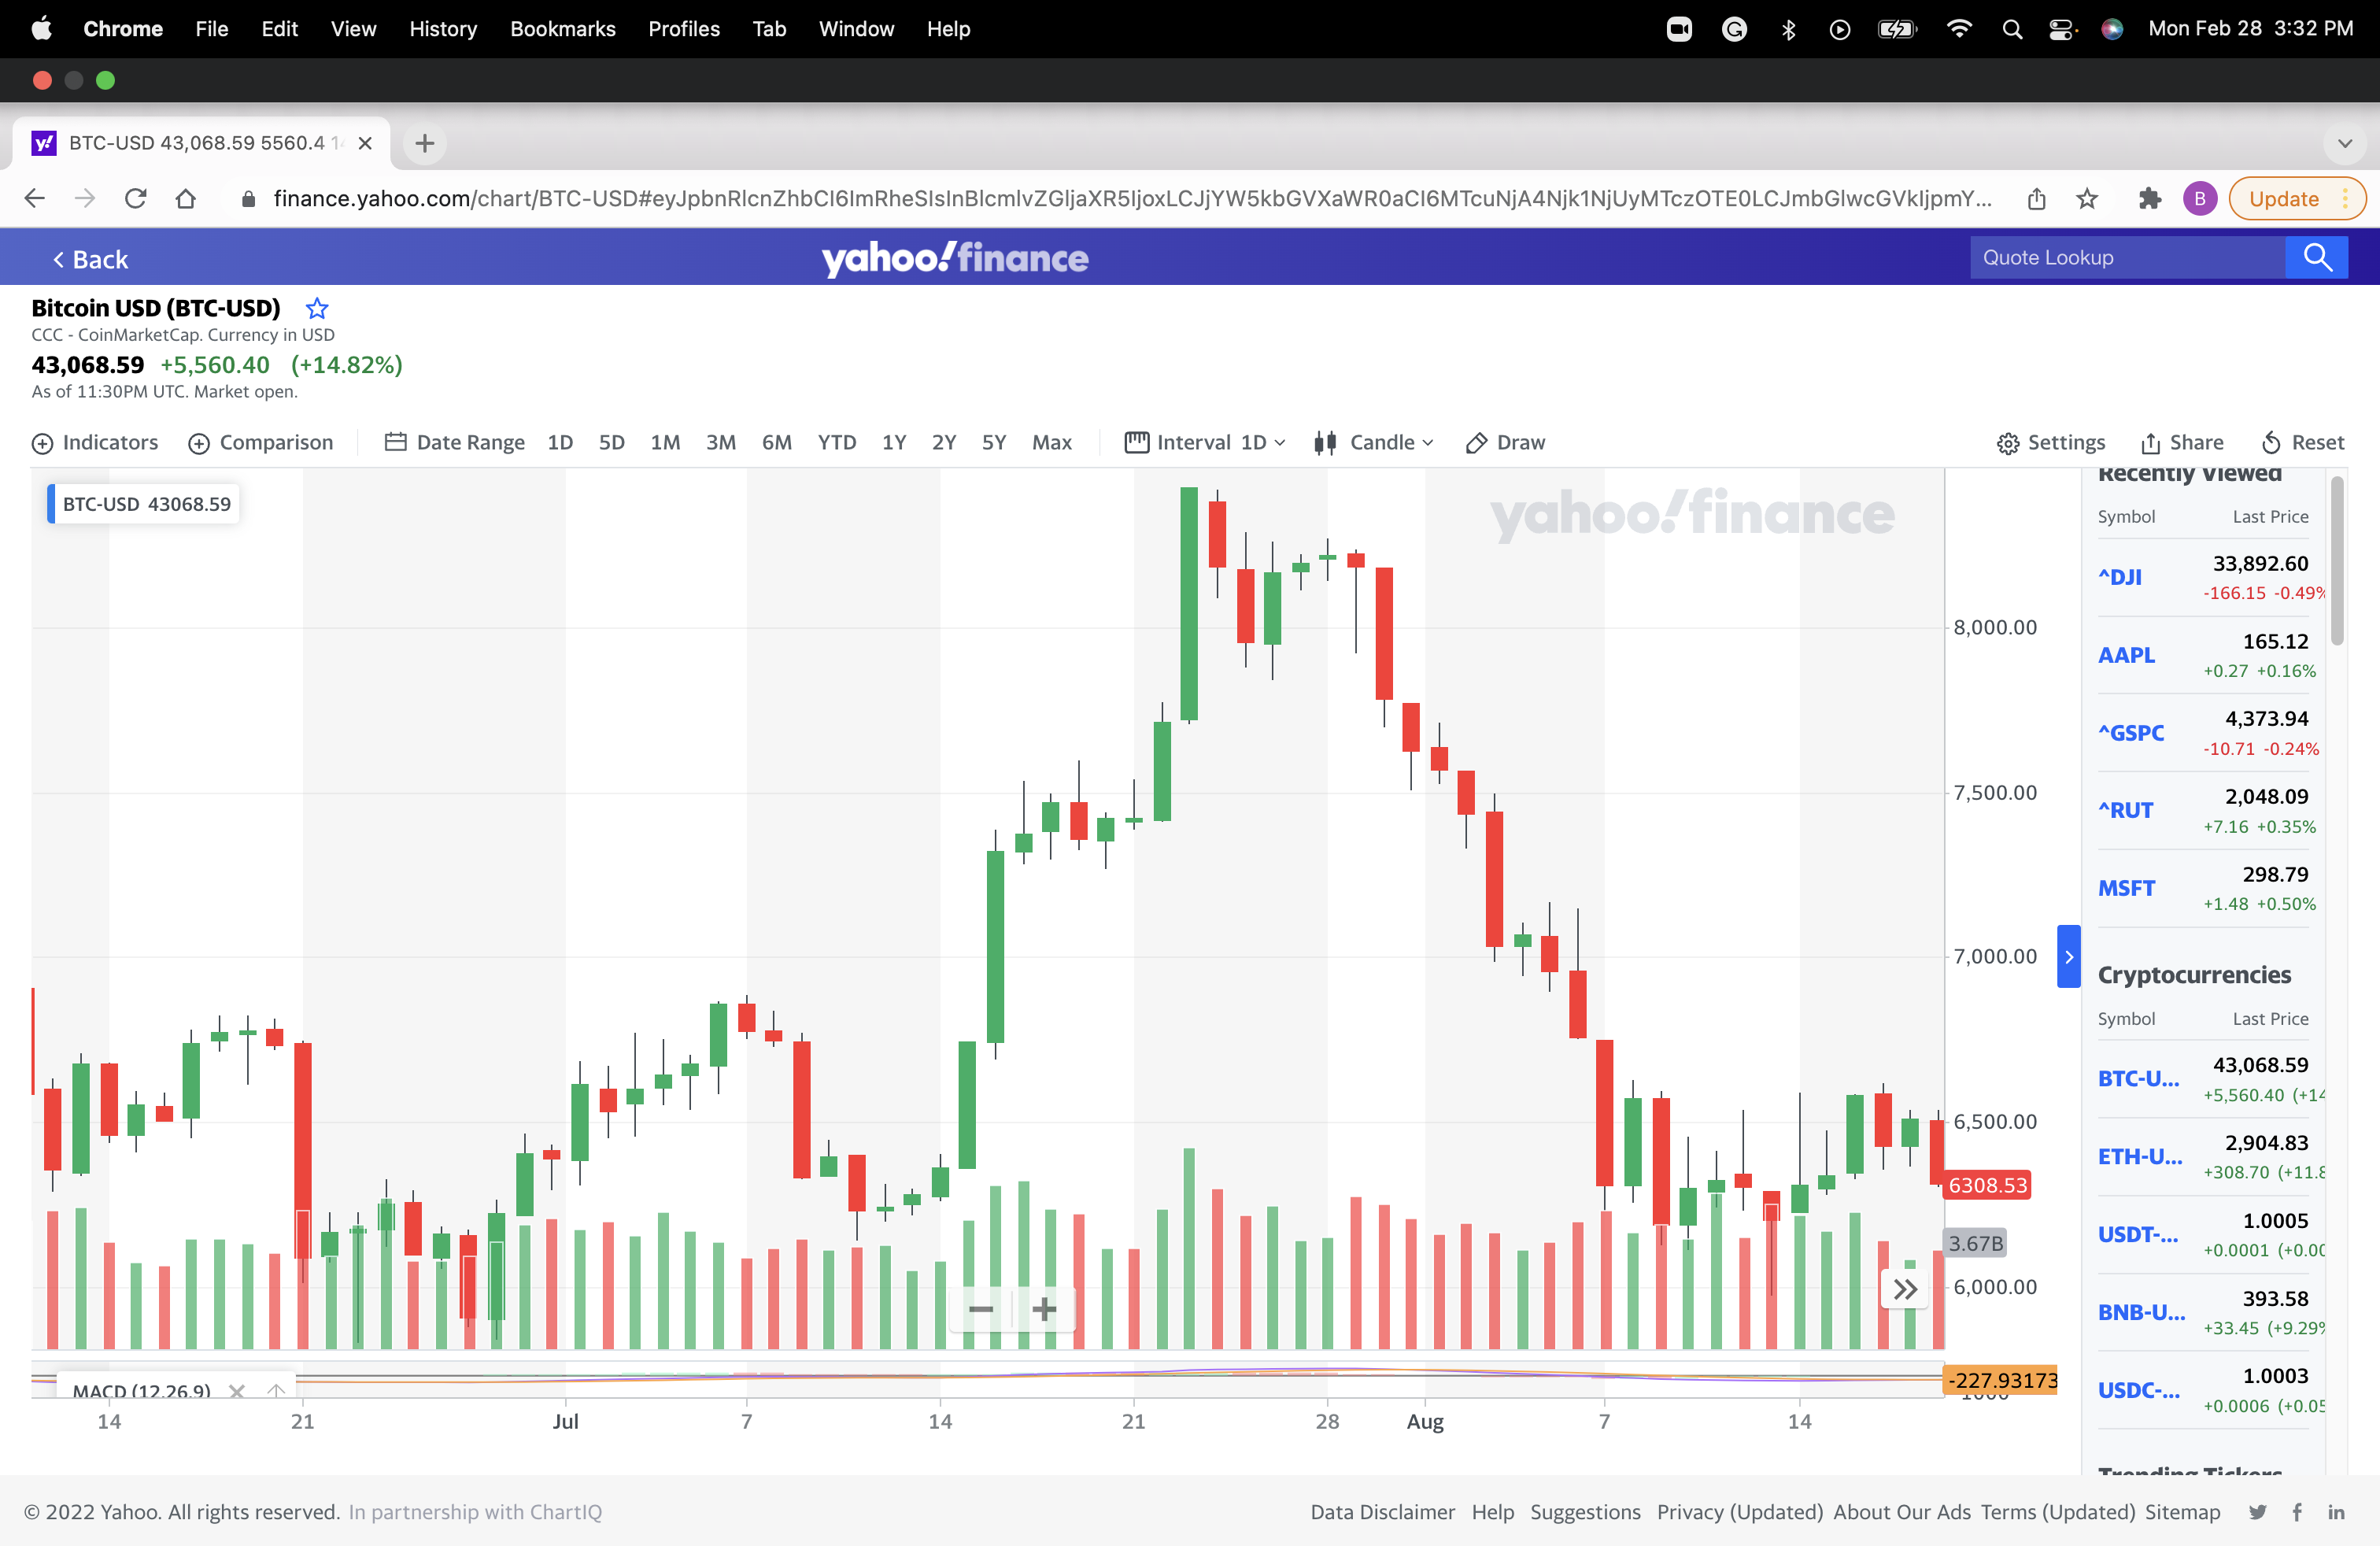 Chrome File Edit View History Bookmarks Profiles Tab Window Help Mon Feb 28 3:32 PM
BTC-USD 43,068.59 5560.4
finance.yahoo.com/chart/BTC-USD#eyJpbnRlcnZhbCI6ImRheSIsInBlcmlvZGljaXR5IjoxLCJjYW5kbGVXaWR0aCI6MTcuNjA4Njk1NjUyMTczOTE0LCJmbGlwcGVkIjpmY... B Update
Back yahoo!finance Quote Lookup
Bitcoin USD (BTC-USD)
CCC - CoinMarketCap. Currency in USD
43,068.59 +5,560.40 (+14.82%)
As of 11:30PM UTC. Market open.
Indicators Comparison Date Range 1D 5D 1M 3M 6M YTD 1Y 2Y 5Y Max Interval 1D Candle Draw Settings Share Reset
BTC-USD 43068.59
yahoo!finance
8,000.00
7,500.00
7,000.00
6,500.00
6308.53
3.67B
6,000.00
MACD (12,26,9)
-227.93173
14 21 Jul 7 14 21 28 Aug 7 14
Recently Viewed
Symbol Last Price
^DJI 33,892.60
-166.15 -0.49%
AAPL 165.12
+0.27 +0.16%
^GSPC 4,373.94
-10.71 -0.24%
^RUT 2,048.09
+7.16 +0.35%
MSFT 298.79
+1.48 +0.50%
Cryptocurrencies
Symbol Last Price
BTC-U... 43,068.59
+5,560.40 (+14
ETH-U... 2,904.83
+308.70 (+11.8
USDT-... 1.0005
+0.0001 (+0.00
BNB-U... 393.58
+33.45 (+9.29%
USDC-... 1.0003
+0.0006 (+0.05
Trending Tickers
© 2022 Yahoo. All rights reserved. In partnership with ChartIQ Data Disclaimer Help Suggestions Privacy (Updated) About Our Ads Terms (Updated) Sitemap